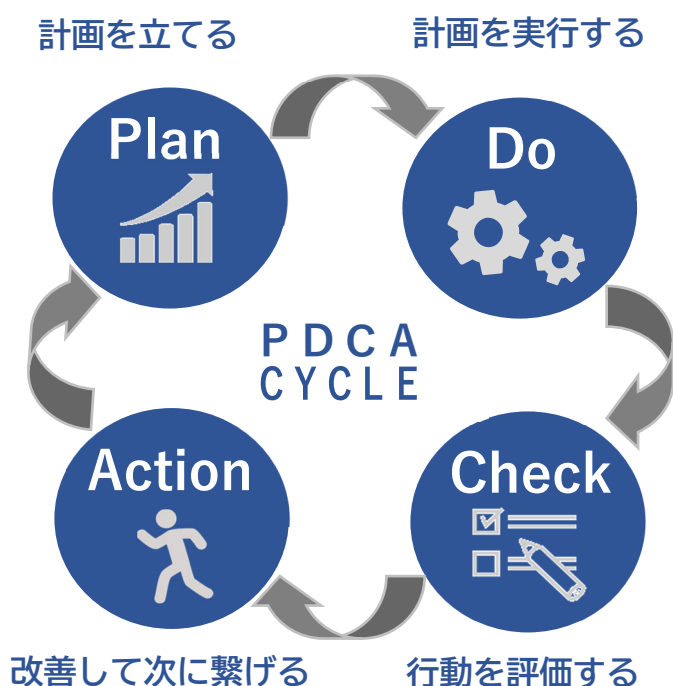 計画を立てる
計画を実行する
Plan
Do
PDCA
CYCLE
Action
Check
改善して次に繋げる
行動を評価する